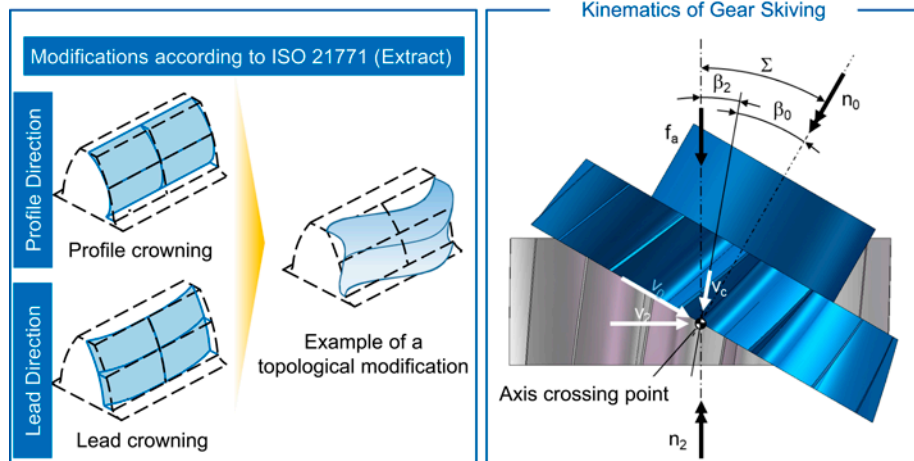 Modifications according to ISO 21771 (Extract)
Profile Direction
Profile crowning
Lead Direction
Lead crowning
Example of a
topological modification
Kinematics of Gear Skiving
Σ
β2
β0
n0
fa
v0
vc
v2
Axis crossing point
n2